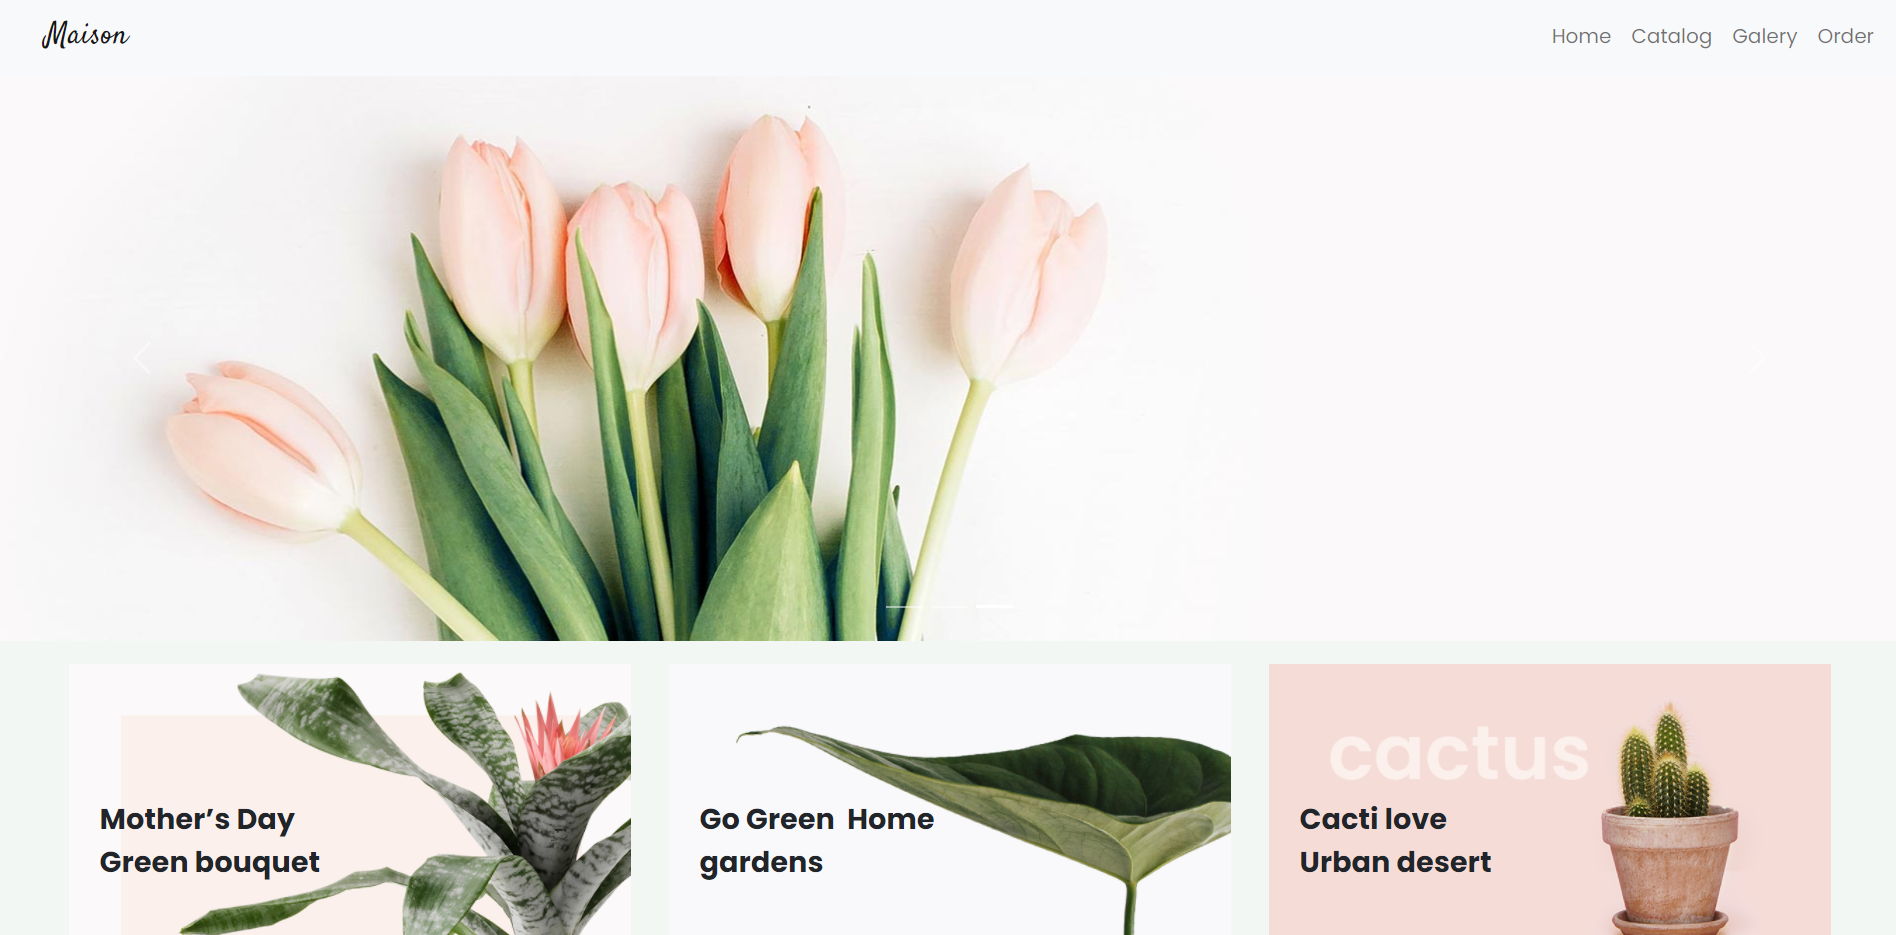 Maison
Home Catalog Galery Order
cactus
Mother’s Day
Green bouquet
Go Green Home
gardens
Cacti love
Urban desert